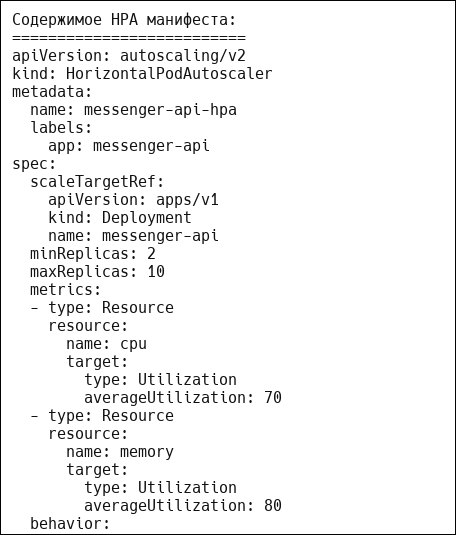 Содержимое HPA манифеста:
==========================
apiVersion: autoscaling/v2
kind: HorizontalPodAutoscaler
metadata:
  name: messenger-api-hpa
  labels:
    app: messenger-api
spec:
  scaleTargetRef:
    apiVersion: apps/v1
    kind: Deployment
    name: messenger-api
  minReplicas: 2
  maxReplicas: 10
  metrics:
  - type: Resource
    resource:
      name: cpu
      target:
        type: Utilization
        averageUtilization: 70
  - type: Resource
    resource:
      name: memory
      target:
        type: Utilization
        averageUtilization: 80
  behavior: